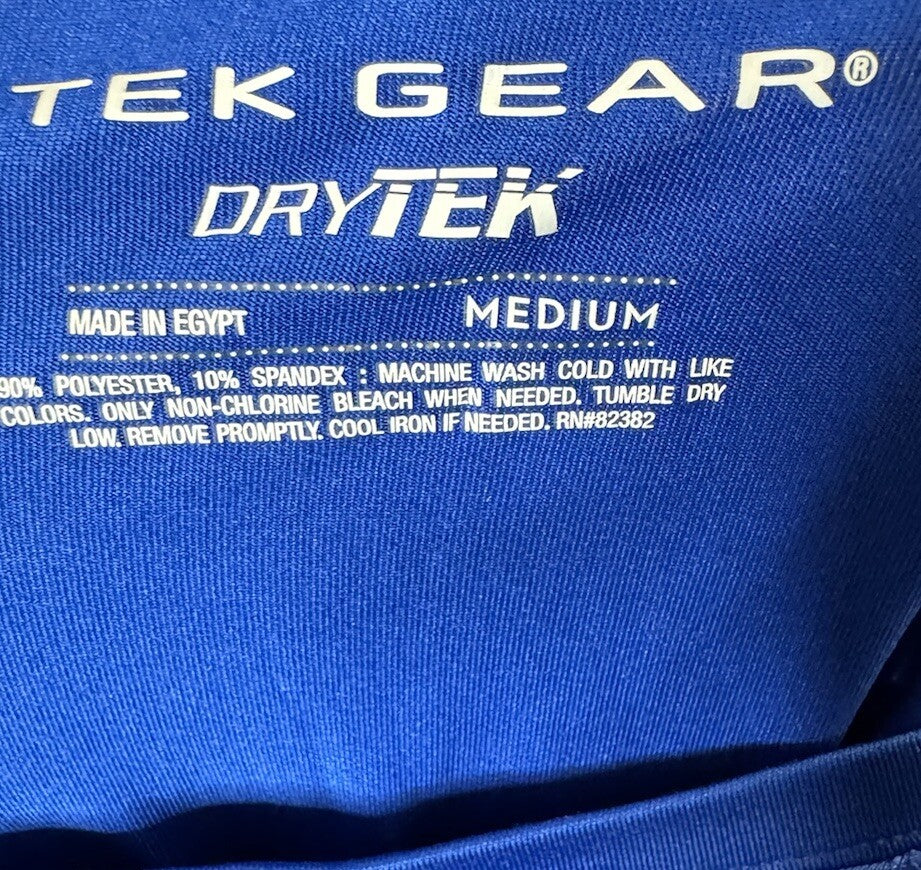 TEK GEAR®
DRYTEK
MADE IN EGYPT MEDIUM
90% POLYESTER, 10% SPANDEX : MACHINE WASH COLD WITH LIKE
COLORS. ONLY NON-CHLORINE BLEACH WHEN NEEDED. TUMBLE DRY
LOW. REMOVE PROMPTLY. COOL IRON IF NEEDED. RN#82382